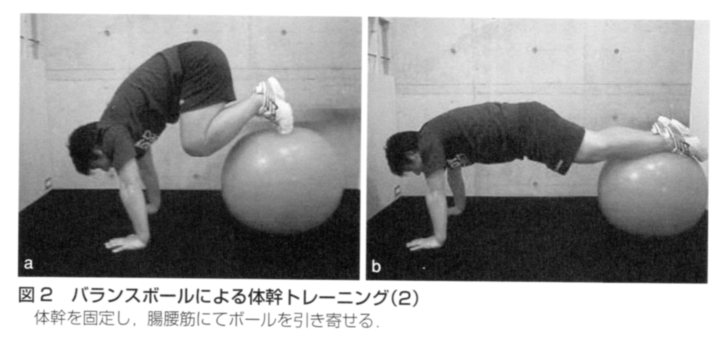 a
b
図2 バランスボールによる体幹トレーニング(2)
体幹を固定し,腸腰筋にてボールを引き寄せる.